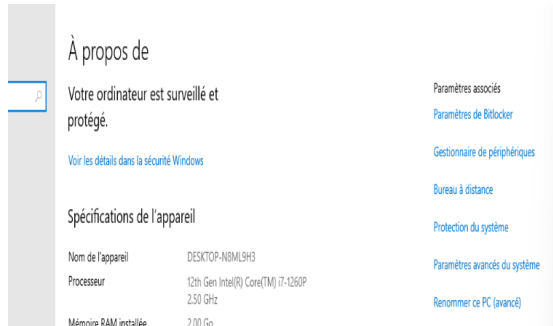 À propos de
Votre ordinateur est surveillé et
protégé.
Voir les détails dans la sécurité Windows
Spécifications de l'appareil
Nom de l'appareil DESKTOP-N8ML9H3
Processeur 12th Gen Intel(R) Core(TM) i7-1260P
2.50 GHz
Mémoire RAM installée 2,00 Go
Paramètres associés
Paramètres de Bitlocker
Gestionnaire de périphériques
Bureau à distance
Protection du système
Paramètres avancés du système
Renommer ce PC (avancé)